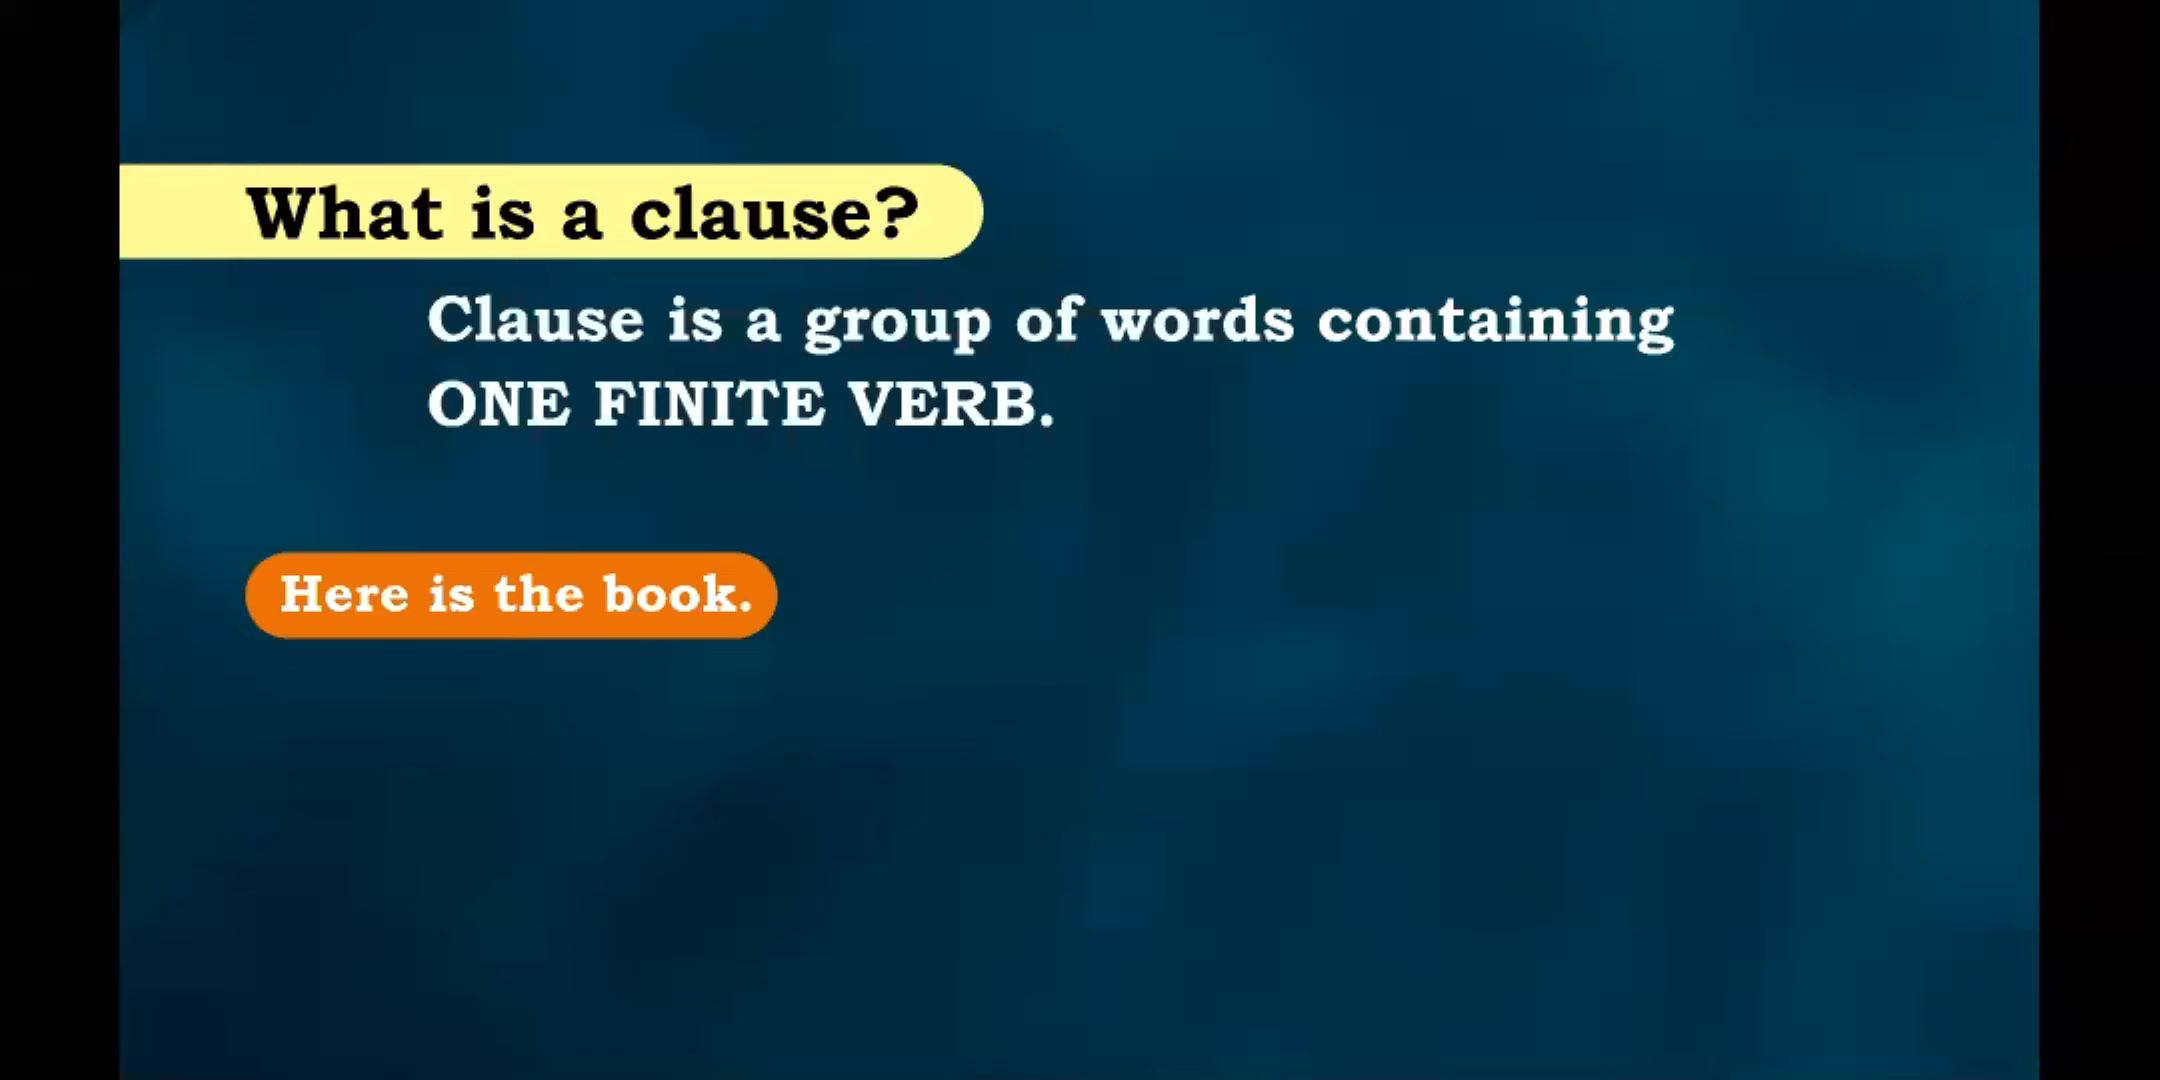 What is a clause?
Clause is a group of words containing
ONE FINITE VERB.
Here is the book.